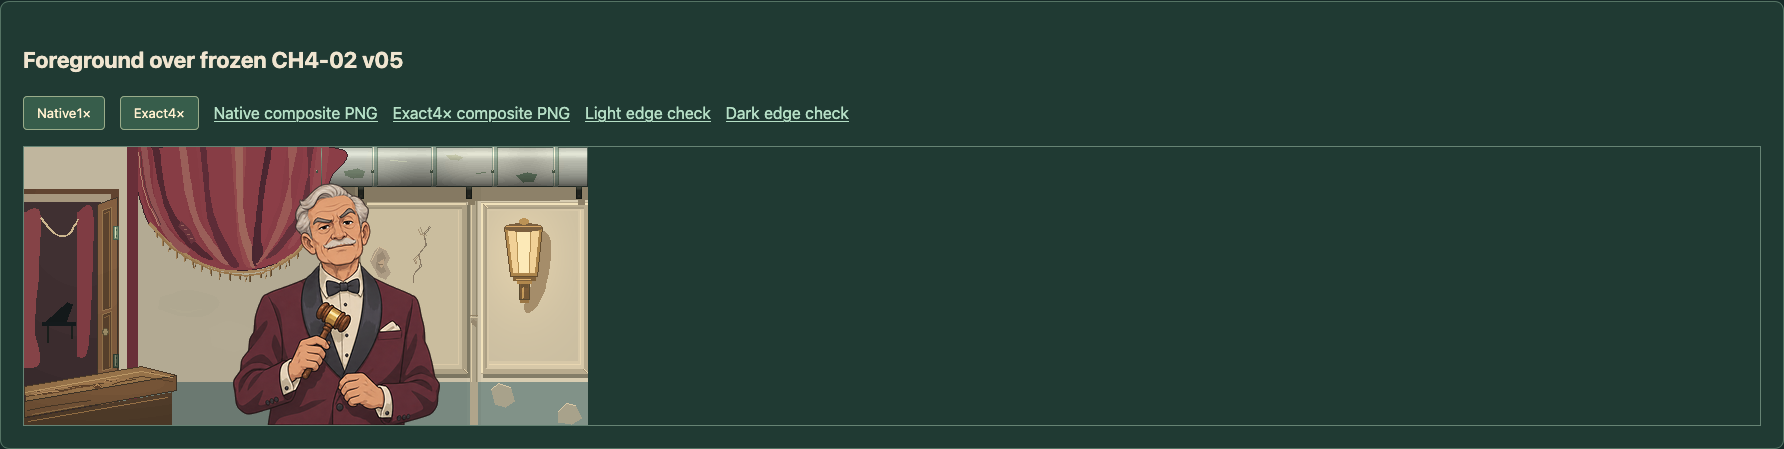 Foreground over frozen CH4-02 v05
Native1× Exact4× Native composite PNG Exact4× composite PNG Light edge check Dark edge check